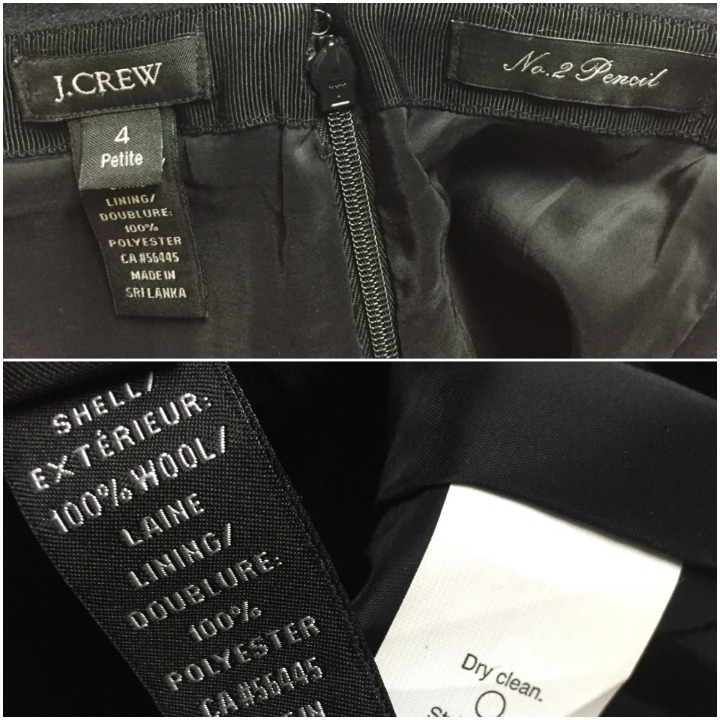 J.CREW
4
Petite
LINING/
DOUBLURE:
100%
POLYESTER
CA#56445
MADE IN
SRI LANKA
No. 2 Pencil
SHELL/
EXTÉRIEUR:
100% WOOL/
LAINE
LINING/
DOUBLURE:
100%
POLYESTER
CA#56445
Dry clean.